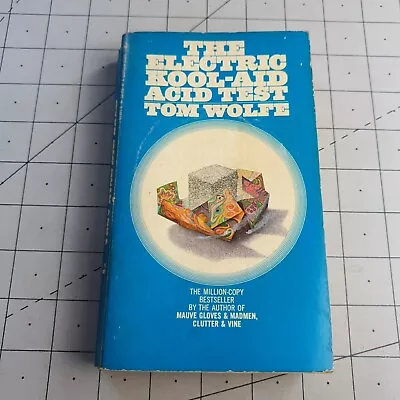 THE
ELECTRIC
KOOL-AID
ACID TEST
TOM WOLFE
THE MILLION-COPY
BESTSELLER
BY THE AUTHOR OF
MAUVE GLOVES & MADMEN,
CLUTTER & VINE